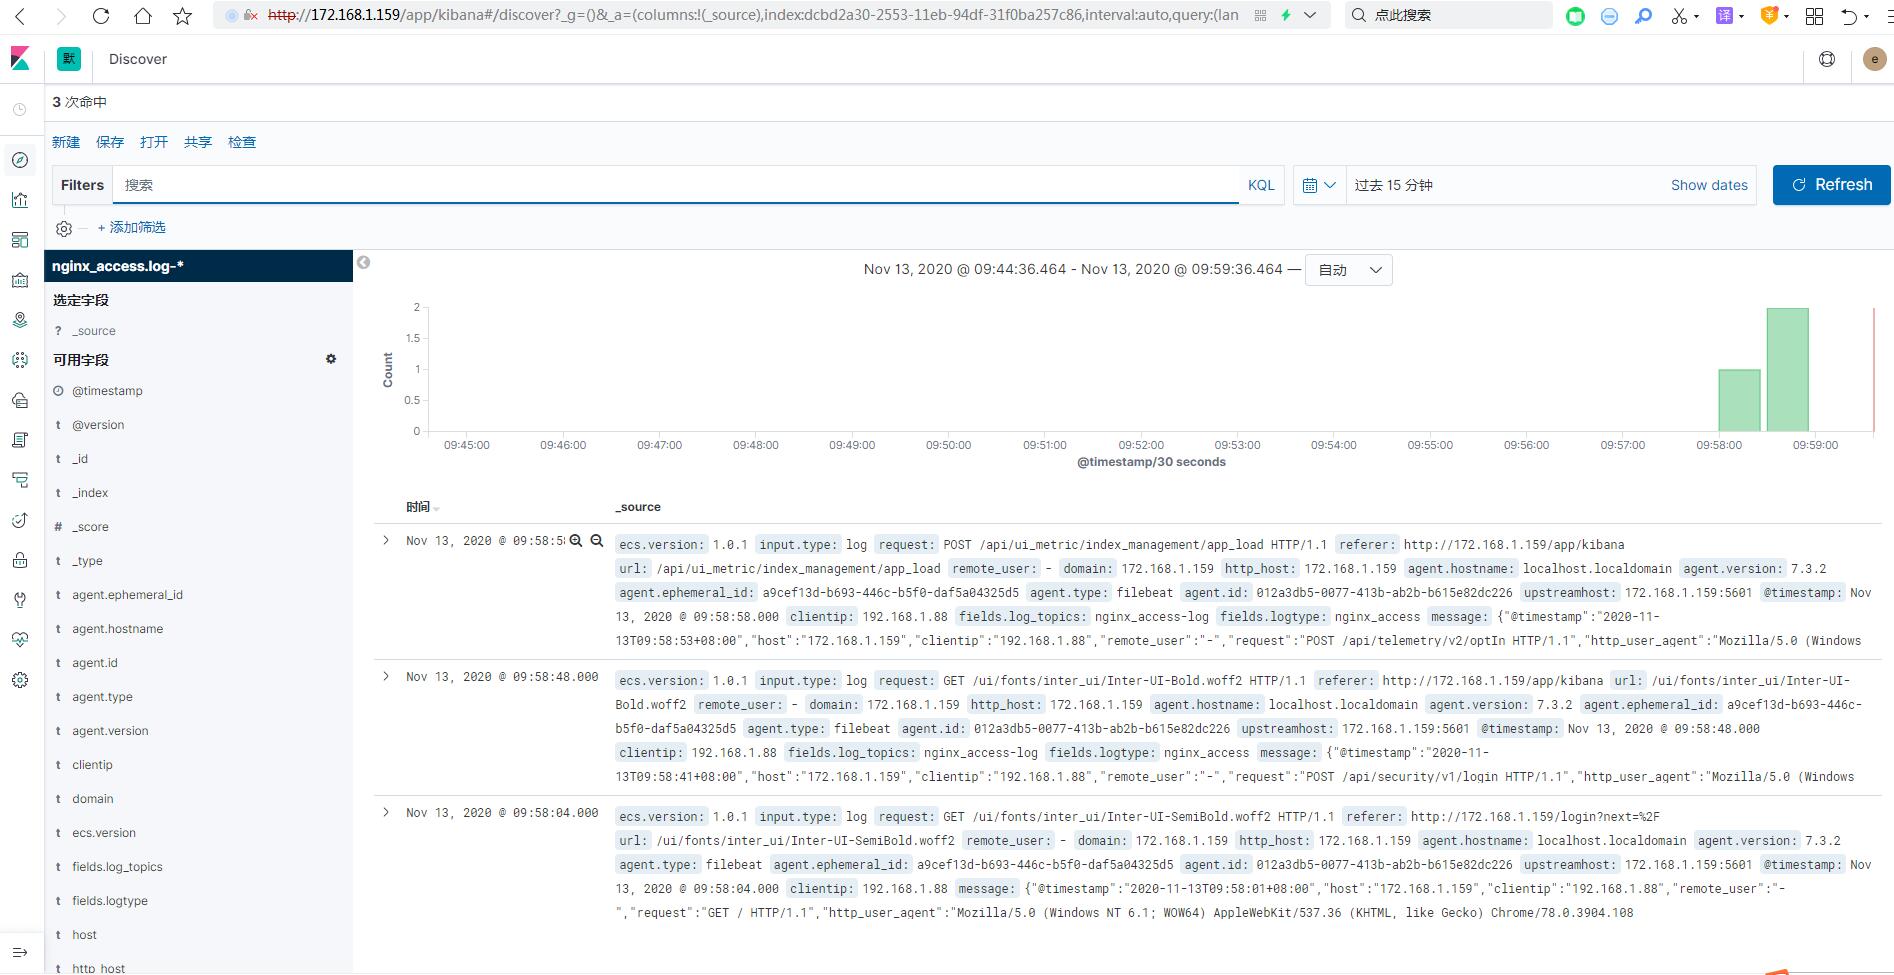 http://172.168.1.159/app/kibana#/discover?_g=()&_a=(columns:!(_source),index:dcbd2a30-2553-11eb-94df-31f0ba257c86,interval:auto,query:(lan
点此搜索
译
默 Discover e
3 次命中
新建 保存 打开 共享 检查
Filters 搜索 KQL 过去 15 分钟 Show dates Refresh
+ 添加筛选
nginx_access.log-*
选定字段
? _source
可用字段
@timestamp
t @version
t _id
t _index
# _score
t _type
t agent.ephemeral_id
t agent.hostname
t agent.id
t agent.type
t agent.version
t clientip
t domain
t ecs.version
t fields.log_topics
t fields.logtype
t host
t http_host
Nov 13, 2020 @ 09:44:36.464 - Nov 13, 2020 @ 09:59:36.464 — 自动
Count
2
1.5
1
0.5
0
09:45:00 09:46:00 09:47:00 09:48:00 09:49:00 09:50:00 09:51:00 09:52:00 09:53:00 09:54:00 09:55:00 09:56:00 09:57:00 09:58:00 09:59:00
@timestamp/30 seconds
时间 _source
Nov 13, 2020 @ 09:58:58
ecs.version: 1.0.1 input.type: log request: POST /api/ui_metric/index_management/app_load HTTP/1.1 referer: http://172.168.1.159/app/kibana
url: /api/ui_metric/index_management/app_load remote_user: - domain: 172.168.1.159 http_host: 172.168.1.159 agent.hostname: localhost.localdomain agent.version: 7.3.2
agent.ephemeral_id: a9cef13d-b693-446c-b5f0-daf5a04325d5 agent.type: filebeat agent.id: 012a3db5-0077-413b-ab2b-b615e82dc226 upstreamhost: 172.168.1.159:5601 @timestamp: Nov
13, 2020 @ 09:58:58.000 clientip: 192.168.1.88 fields.log_topics: nginx_access-log fields.logtype: nginx_access message: {"@timestamp":"2020-11-
13T09:58:53+08:00","host":"172.168.1.159","clientip":"192.168.1.88","remote_user":"-","request":"POST /api/telemetry/v2/optIn HTTP/1.1","http_user_agent":"Mozilla/5.0 (Windows
Nov 13, 2020 @ 09:58:48.000
ecs.version: 1.0.1 input.type: log request: GET /ui/fonts/inter_ui/Inter-UI-Bold.woff2 HTTP/1.1 referer: http://172.168.1.159/app/kibana url: /ui/fonts/inter_ui/Inter-UI-
Bold.woff2 remote_user: - domain: 172.168.1.159 http_host: 172.168.1.159 agent.hostname: localhost.localdomain agent.version: 7.3.2 agent.ephemeral_id: a9cef13d-b693-446c-
b5f0-daf5a04325d5 agent.type: filebeat agent.id: 012a3db5-0077-413b-ab2b-b615e82dc226 upstreamhost: 172.168.1.159:5601 @timestamp: Nov 13, 2020 @ 09:58:48.000
clientip: 192.168.1.88 fields.log_topics: nginx_access-log fields.logtype: nginx_access message: {"@timestamp":"2020-11-
13T09:58:41+08:00","host":"172.168.1.159","clientip":"192.168.1.88","remote_user":"-","request":"POST /api/security/v1/login HTTP/1.1","http_user_agent":"Mozilla/5.0 (Windows
Nov 13, 2020 @ 09:58:04.000
ecs.version: 1.0.1 input.type: log request: GET /ui/fonts/inter_ui/Inter-UI-SemiBold.woff2 HTTP/1.1 referer: http://172.168.1.159/login?next=%2F
url: /ui/fonts/inter_ui/Inter-UI-SemiBold.woff2 remote_user: - domain: 172.168.1.159 http_host: 172.168.1.159 agent.hostname: localhost.localdomain agent.version: 7.3.2
agent.type: filebeat agent.ephemeral_id: a9cef13d-b693-446c-b5f0-daf5a04325d5 agent.id: 012a3db5-0077-413b-ab2b-b615e82dc226 upstreamhost: 172.168.1.159:5601 @timestamp: Nov
13, 2020 @ 09:58:04.000 clientip: 192.168.1.88 message: {"@timestamp":"2020-11-13T09:58:01+08:00","host":"172.168.1.159","clientip":"192.168.1.88","remote_user":"-
","request":"GET / HTTP/1.1","http_user_agent":"Mozilla/5.0 (Windows NT 6.1; WOW64) AppleWebKit/537.36 (KHTML, like Gecko) Chrome/78.0.3904.108